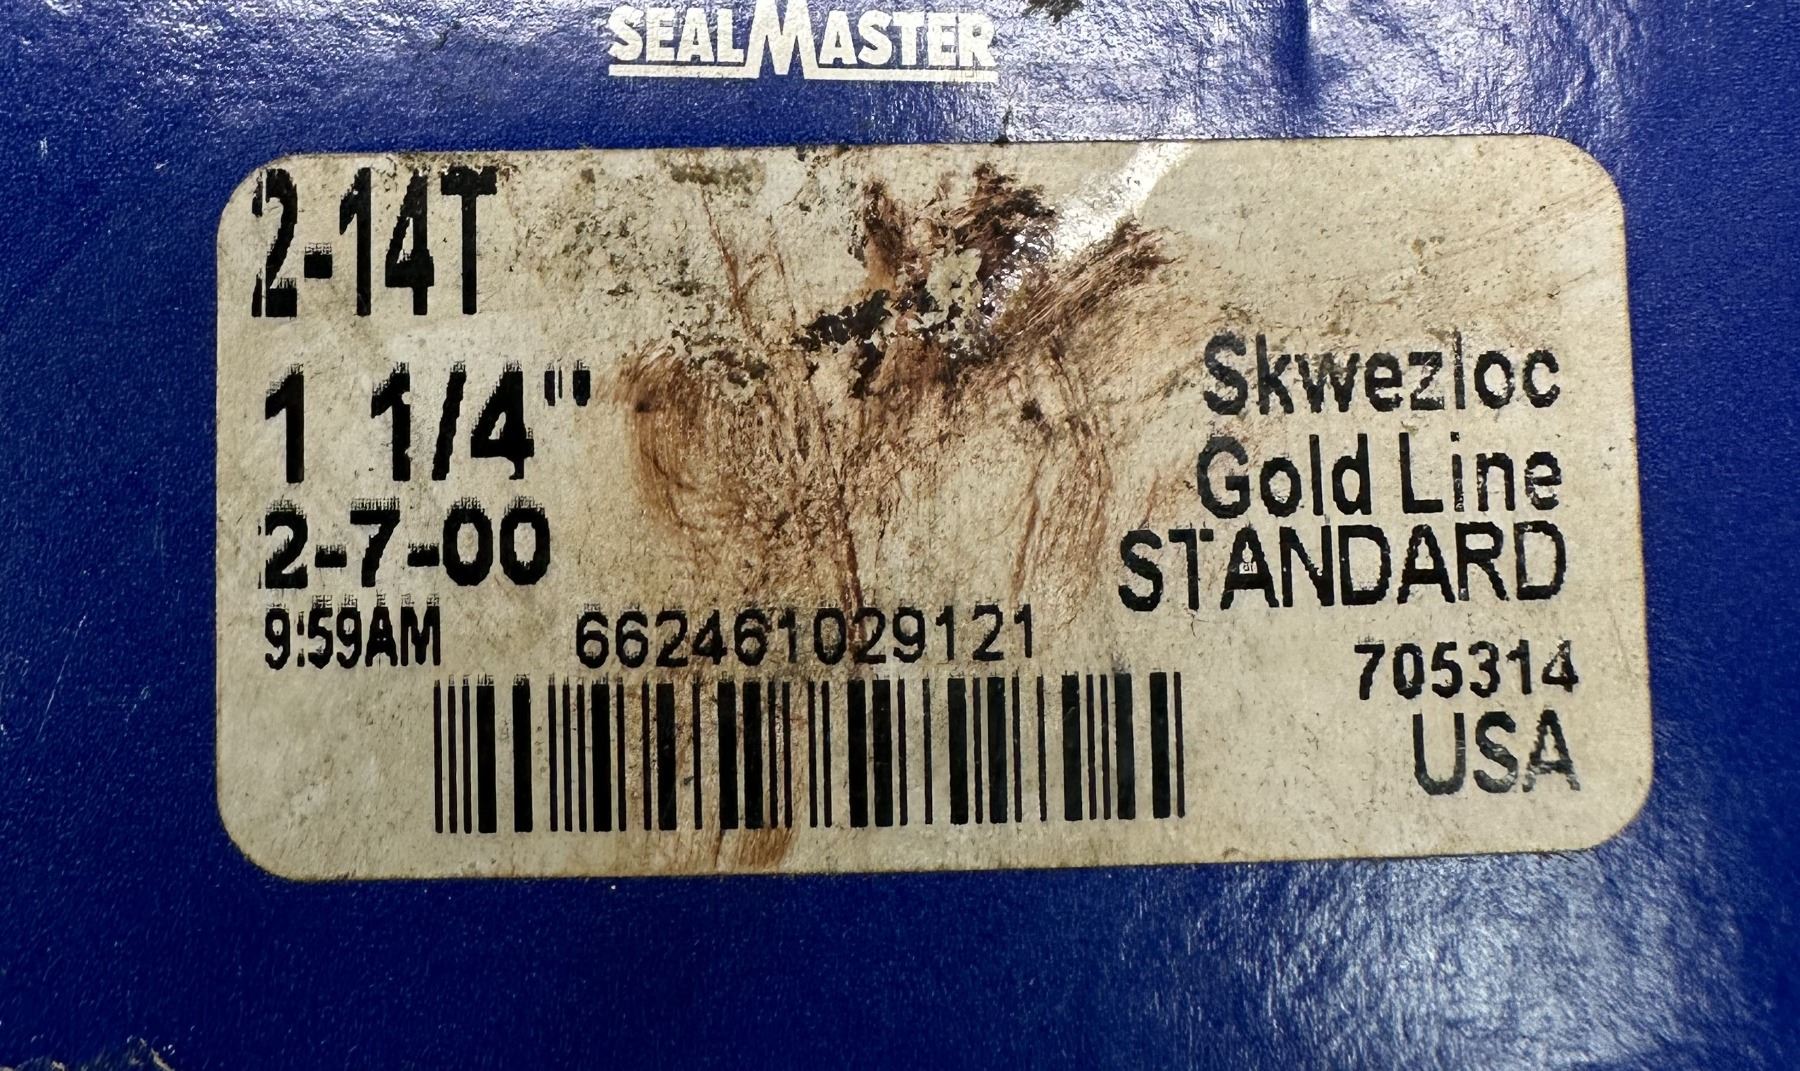 SEALMASTER
2-14T
1 1/4"
2-7-00
9:59AM
662461029121
Skwezloc
Gold Line
STANDARD
705314
USA